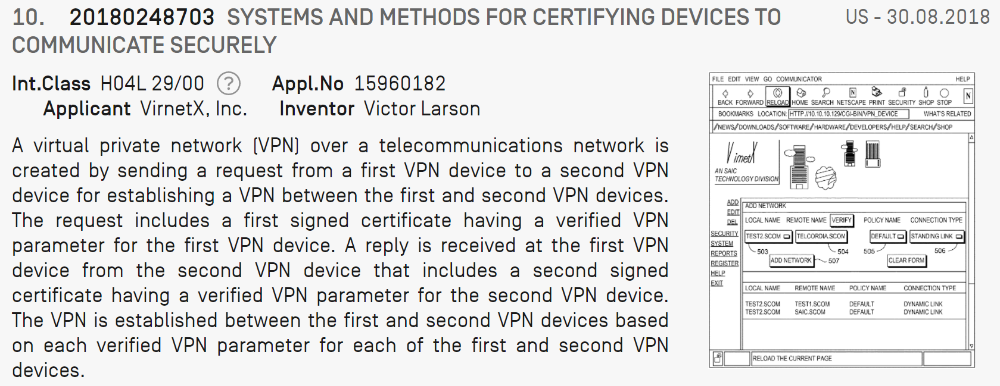 10. 20180248703 SYSTEMS AND METHODS FOR CERTIFYING DEVICES TO COMMUNICATE SECURELY US - 30.08.2018
Int.Class H04L 29/00 ? Appl.No 15960182
Applicant VirnetX, Inc. Inventor Victor Larson
A virtual private network (VPN) over a telecommunications network is
created by sending a request from a first VPN device to a second VPN
device for establishing a VPN between the first and second VPN devices.
The request includes a first signed certificate having a verified VPN
parameter for the first VPN device. A reply is received at the first VPN
device from the second VPN device that includes a second signed
certificate having a verified VPN parameter for the second VPN device.
The VPN is established between the first and second VPN devices based
on each verified VPN parameter for each of the first and second VPN
devices.
FILE EDIT VIEW GO COMMUNICATOR HELP
N N
BACK FORWARD RELOAD HOME SEARCH NETSCAPE PRINT SECURITY SHOP STOP
BOOKMARKS LOCATION: HTTP://10.10.10.129/CGI-BIN/VPN_DEVICE WHAT'S RELATED
/NEWS/DOWNLOADS/SOFTWARE/HARDWARE/DEVELOPERS/HELP/SEARCH/SHOP
VirnetX
AN SAIC
TECHNOLOGY DIVISION
ADD
EDIT
DEL
SECURITY
SYSTEM
REPORTS
REGISTER
HELP
EXIT
ADD NETWORK
LOCAL NAME REMOTE NAME VERIFY POLICY NAME CONNECTION TYPE
TEST2.SCOM TELCORDIA.SCOM DEFAULT STANDING LINK
503 504 505 506
ADD NETWORK 507 CLEAR FORM
LOCAL NAME REMOTE NAME POLICY NAME CONNECTION TYPE
TEST2.SCOM TEST1.SCOM DEFAULT DYNAMIC LINK
TEST2.SCOM SAIC.SCOM DEFAULT DYNAMIC LINK
RELOAD THE CURRENT PAGE